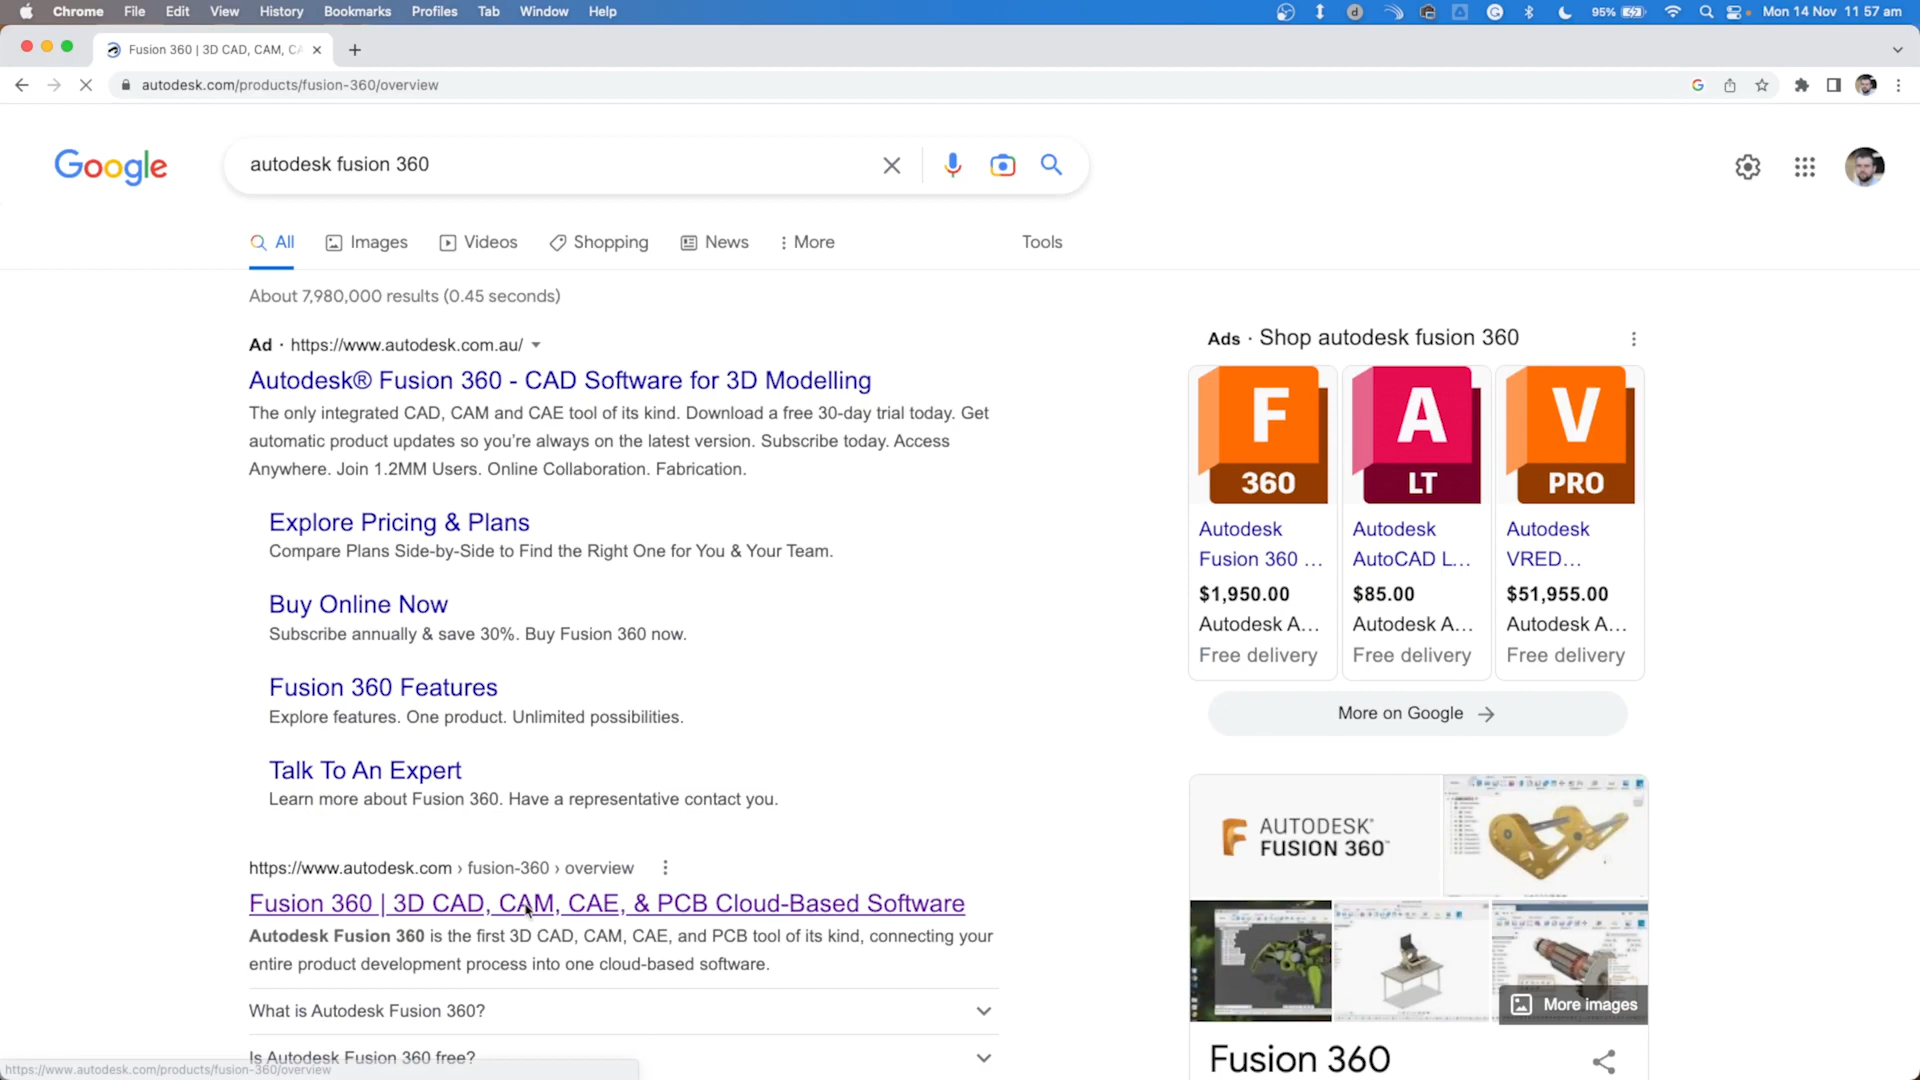 Chrome File Edit View History Bookmarks Profiles Tab Window Help
95% Mon 14 Nov 11 57 am
Fusion 360 | 3D CAD, CAM, CA
autodesk.com/products/fusion-360/overview
Google
autodesk fusion 360
All Images Videos Shopping News More Tools
About 7,980,000 results (0.45 seconds)
Ad · https://www.autodesk.com.au/
Autodesk® Fusion 360 - CAD Software for 3D Modelling
The only integrated CAD, CAM and CAE tool of its kind. Download a free 30-day trial today. Get
automatic product updates so you're always on the latest version. Subscribe today. Access
Anywhere. Join 1.2MM Users. Online Collaboration. Fabrication.
Explore Pricing & Plans
Compare Plans Side-by-Side to Find the Right One for You & Your Team.
Buy Online Now
Subscribe annually & save 30%. Buy Fusion 360 now.
Fusion 360 Features
Explore features. One product. Unlimited possibilities.
Talk To An Expert
Learn more about Fusion 360. Have a representative contact you.
https://www.autodesk.com › fusion-360 › overview
Fusion 360 | 3D CAD, CAM, CAE, & PCB Cloud-Based Software
Autodesk Fusion 360 is the first 3D CAD, CAM, CAE, and PCB tool of its kind, connecting your
entire product development process into one cloud-based software.
What is Autodesk Fusion 360?
Is Autodesk Fusion 360 free?
https://www.autodesk.com/products/fusion-360/overview
Ads · Shop autodesk fusion 360
F A V
360 LT PRO
Autodesk Autodesk Autodesk
Fusion 360 ... AutoCAD L... VRED...
$1,950.00 $85.00 $51,955.00
Autodesk A... Autodesk A... Autodesk A...
Free delivery Free delivery Free delivery
More on Google
AUTODESK®
FUSION 360™
More images
Fusion 360